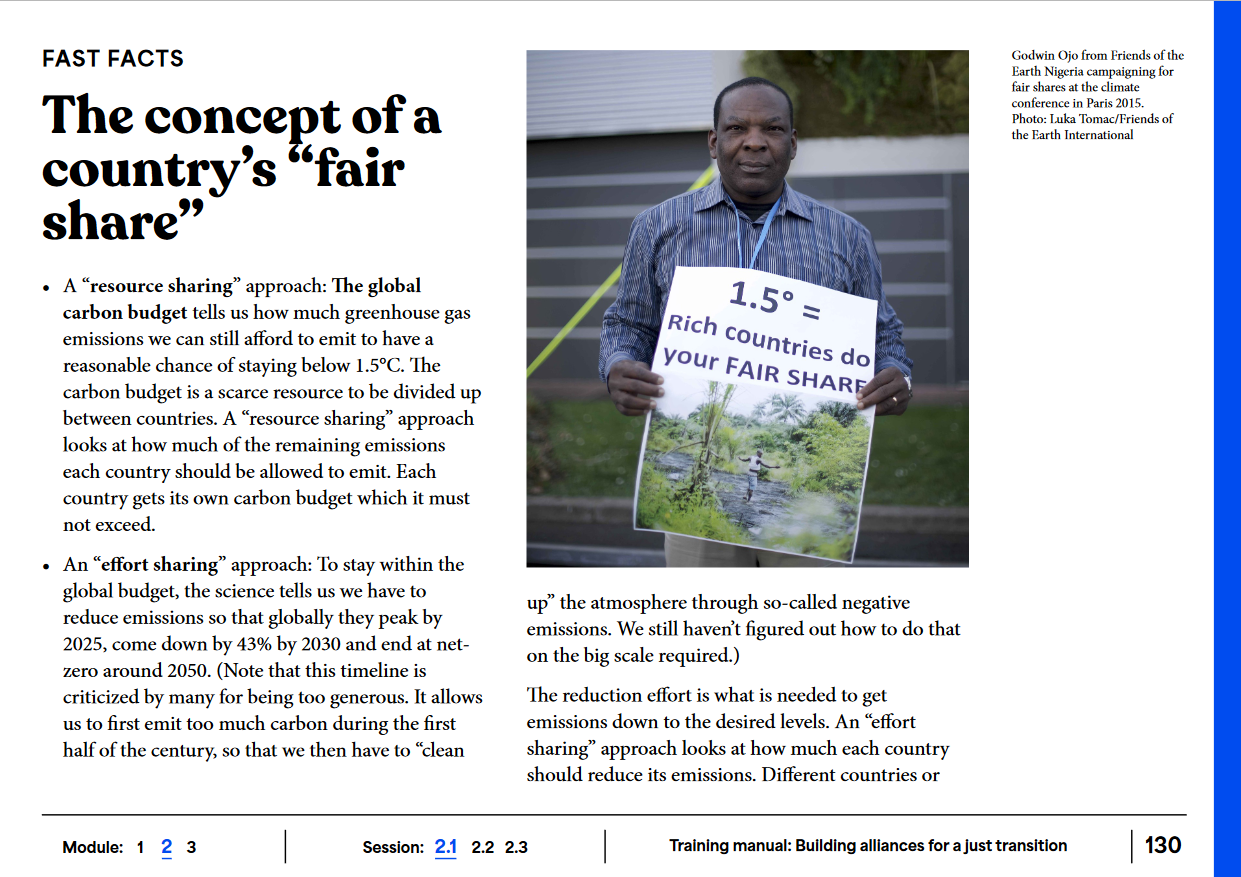 FAST FACTS
The concept of a
country’s “fair
share”
• A “resource sharing” approach: The global
carbon budget tells us how much greenhouse gas
emissions we can still afford to emit to have a
reasonable chance of staying below 1.5°C. The
carbon budget is a scarce resource to be divided up
between countries. A “resource sharing” approach
looks at how much of the remaining emissions
each country should be allowed to emit. Each
country gets its own carbon budget which it must
not exceed.
• An “effort sharing” approach: To stay within the
global budget, the science tells us we have to
reduce emissions so that globally they peak by
2025, come down by 43% by 2030 and end at net-
zero around 2050. (Note that this timeline is
criticized by many for being too generous. It allows
us to first emit too much carbon during the first
half of the century, so that we then have to “clean
1.5° =
Rich countries do
your FAIR SHARE
up” the atmosphere through so-called negative
emissions. We still haven’t figured out how to do that
on the big scale required.)
The reduction effort is what is needed to get
emissions down to the desired levels. An “effort
sharing” approach looks at how much each country
should reduce its emissions. Different countries or
Godwin Ojo from Friends of the
Earth Nigeria campaigning for
fair shares at the climate
conference in Paris 2015.
Photo: Luka Tomac/Friends of
the Earth International
Module: 1 2 3
Session: 2.1 2.2 2.3
Training manual: Building alliances for a just transition
130